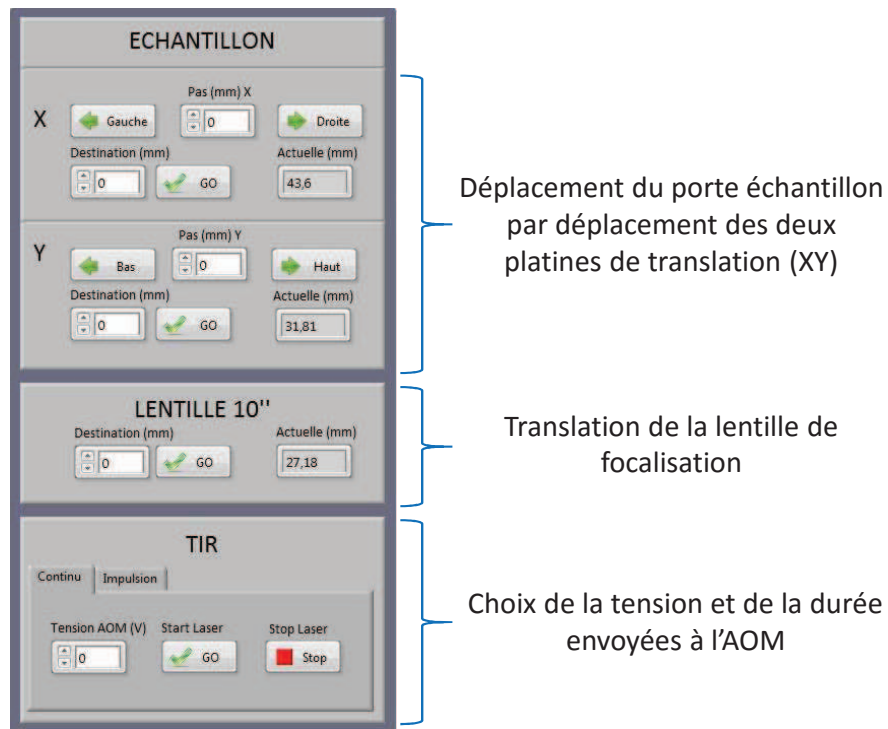 ECHANTILLON
Pas (mm) X
X Gauche 0 Droite
Destination (mm) Actuelle (mm)
0 GO 43,6
Pas (mm) Y
Y Bas 0 Haut
Destination (mm) Actuelle (mm)
0 GO 31,81
Déplacement du porte échantillon
par déplacement des deux
platines de translation (XY)
LENTILLE 10''
Destination (mm) Actuelle (mm)
0 GO 27,18
Translation de la lentille de
focalisation
TIR
Continu Impulsion
Tension AOM (V) Start Laser Stop Laser
0 GO Stop
Choix de la tension et de la durée
envoyées à l’AOM